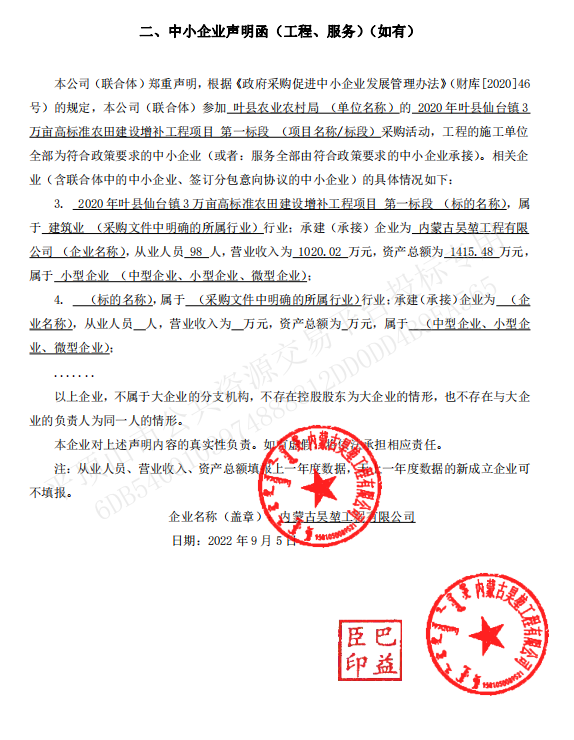 二、中小企业声明函（工程、服务）（如有）
本公司（联合体）郑重声明，根据《政府采购促进中小企业发展管理办法》（财库[2020]46
号）的规定，本公司（联合体）参加 叶县农业农村局 （单位名称）的 2020年叶县仙台镇3
万亩高标准农田建设增补工程项目 第一标段 （项目名称/标段）采购活动，工程的施工单位
全部为符合政策要求的中小企业（或者：服务全部由符合政策要求的中小企业承接）。相关企
业（含联合体中的中小企业、签订分包意向协议的中小企业）的具体情况如下：
3. 2020年叶县仙台镇3万亩高标准农田建设增补工程项目 第一标段 （标的名称），属
于 建筑业 （采购文件中明确的所属行业）行业；承建（承接）企业为 内蒙古昊堃工程有限
公司 （企业名称），从业人员 98 人，营业收入为 1020.02 万元，资产总额为 1415.48 万元，
属于 小型企业 （中型企业、小型企业、微型企业）；
4. （标的名称），属于 （采购文件中明确的所属行业）行业；承建（承接）企业为 （企
业名称），从业人员 人，营业收入为 万元，资产总额为 万元，属于 （中型企业、小型企
业、微型企业）；
.......
以上企业，不属于大企业的分支机构，不存在控股股东为大企业的情形，也不存在与大企
业的负责人为同一人的情形。
本企业对上述声明内容的真实性负责。如有虚假，将依法承担相应责任。
注：从业人员、营业收入、资产总额填报上一年度数据，无上一年度数据的新成立企业可
不填报。
企业名称（盖章） 内蒙古昊堃工程有限公司
日期：2022年9月5日
内蒙古昊堃工程有限公司
内蒙古昊堃工程有限公司
巴益
臣印